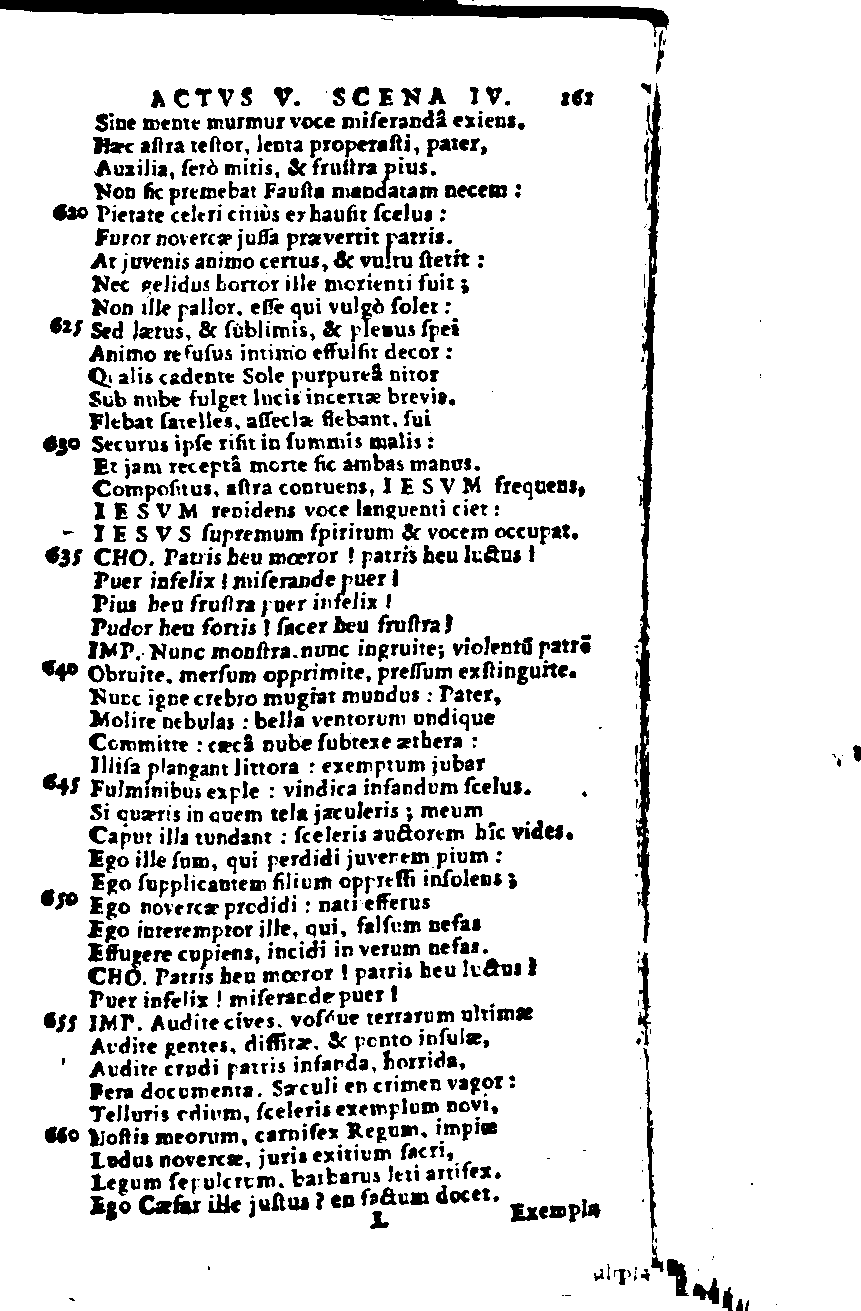 ACTVS V. SCENA IV. 161
Sine mente murmur voce miſerandâ exiens.
Hæc aſtra teſtor, lenta properaſti, pater,
Auxilia, ſerò mitis, & fruſtra pius.
Non ſic premebat Fauſta mandatam necem :
620 Pietate celeri citiùs exhauſit ſcelus :
Furor novercæ juſſa prævertit patris.
At juvenis animo certus, & vultu ſtetit :
Nec gelidus horror ille morienti fuit ;
Non ille pallor, eſſe qui vulgò ſolet :
625 Sed lætus, & ſublimis, & plenus ſpei
Animo refuſus intimo effulſit decor :
Qualis cadente Sole purpureâ nitor
Sub nube fulget lucis incertæ brevis.
Flebat ſatelles, aſſeclæ flebant, ſui
630 Securus ipſe riſit in ſummis malis :
Et jam receptâ morte ſic ambas manus.
Compoſitus, aſtra contuens, I E S V M frequens,
I E S V M renidens voce languenti ciet :
- I E S V S ſupremum ſpiritum & vocem occupat.
635 CHO. Patris heu mœror ! patris heu luctus !
Puer infelix ! miſerande puer !
Pius heu fruſtra puer infelix !
Pudor heu fortis ! ſacer heu fruſtra !
IMP. Nunc monſtra, nunc ingruite; violentū patrē
640 Obruite, merſum opprimite, preſſum exſtinguite.
Nunc igne crebro mugiat mundus : Pater,
Molire nebulas : bella ventorum undique
Committe : cæcâ nube ſubtexe æthera :
Illiſa plangant littora : exemptum jubar
645 Fulminibus exple : vindica infandum ſcelus.
Si quæris in quem tela jaculeris ; meum
Caput illa tundant : ſceleris auctorem hîc vides.
Ego ille ſum, qui perdidi juvenem pium :
Ego ſupplicantem filium oppreſſi inſolens ;
650 Ego novercæ prodidi : nati efferus
Ego interemptor ille, qui, falſum nefas
Effugere cupiens, incidi in verum nefas.
CHO. Patris heu mœror ! patris heu luctus !
Puer infelix ! miſerande puer !
655 IMP. Audite cives, voſque terrarum ultimæ
Audite gentes, diſſitæ, & ponto inſulæ,
Audite crudi patris infanda, horrida,
Fera documenta. Sæculi en crimen vagor :
Telluris odium, ſceleris exemplum novi,
660 Hoſtis meorum, carnifex Regum, impiæ
Ludus novercæ, juris exitium ſacri,
Legum ſepulcrum, barbarus leti artifex.
Ego Cæſar ille juſtus ? en factum docet.
L Exempla